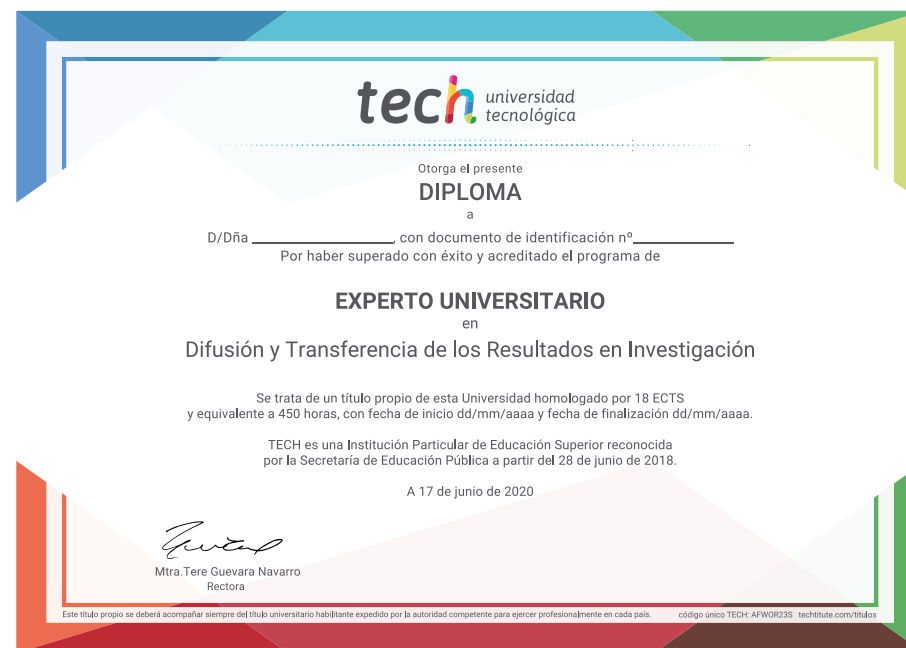 tech universidad
tecnológica
Otorga el presente
DIPLOMA
a
D/Dña ____________________, con documento de identificación nº______________
Por haber superado con éxito y acreditado el programa de
EXPERTO UNIVERSITARIO
en
Difusión y Transferencia de los Resultados en Investigación
Se trata de un título propio de esta Universidad homologado por 18 ECTS
y equivalente a 450 horas, con fecha de inicio dd/mm/aaaa y fecha de finalización dd/mm/aaaa.
TECH es una Institución Particular de Educación Superior reconocida
por la Secretaría de Educación Pública a partir del 28 de junio de 2018.
A 17 de junio de 2020
Mtra.Tere Guevara Navarro
Rectora
Este título propio se deberá acompañar siempre del título universitario habilitante expedido por la autoridad competente para ejercer profesionalmente en cada país. código único TECH: AFWOR23S techtitute.com/titulos